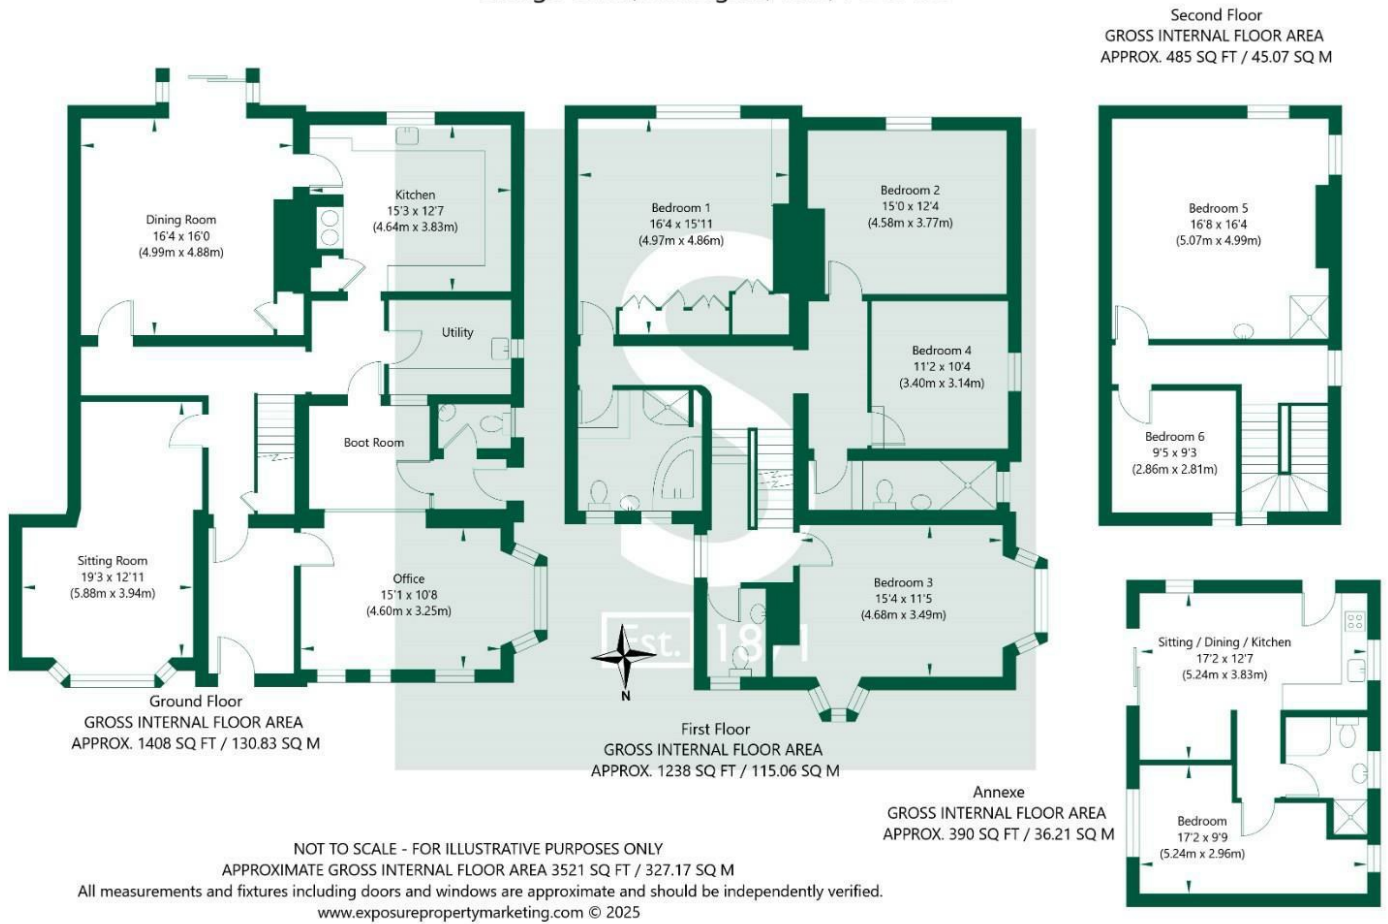 Second Floor
GROSS INTERNAL FLOOR AREA
APPROX. 485 SQ FT / 45.07 SQ M
Dining Room
16'4 x 16'0
(4.99m x 4.88m)
Kitchen
15'3 x 12'7
(4.64m x 3.83m)
Utility
Boot Room
Sitting Room
19'3 x 12'11
(5.88m x 3.94m)
Office
15'1 x 10'8
(4.60m x 3.25m)
Ground Floor
GROSS INTERNAL FLOOR AREA
APPROX. 1408 SQ FT / 130.83 SQ M
Bedroom 1
16'4 x 15'11
(4.97m x 4.86m)
Bedroom 2
15'0 x 12'4
(4.58m x 3.77m)
Bedroom 4
11'2 x 10'4
(3.40m x 3.14m)
Bedroom 3
15'4 x 11'5
(4.68m x 3.49m)
S
Est. 1871
N
First Floor
GROSS INTERNAL FLOOR AREA
APPROX. 1238 SQ FT / 115.06 SQ M
Bedroom 5
16'8 x 16'4
(5.07m x 4.99m)
Bedroom 6
9'5 x 9'3
(2.86m x 2.81m)
Sitting / Dining / Kitchen
17'2 x 12'7
(5.24m x 3.83m)
Bedroom
17'2 x 9'9
(5.24m x 2.96m)
Annexe
GROSS INTERNAL FLOOR AREA
APPROX. 390 SQ FT / 36.21 SQ M
NOT TO SCALE - FOR ILLUSTRATIVE PURPOSES ONLY
APPROXIMATE GROSS INTERNAL FLOOR AREA 3521 SQ FT / 327.17 SQ M
All measurements and fixtures including doors and windows are approximate and should be independently verified.
www.exposurepropertymarketing.com © 2025